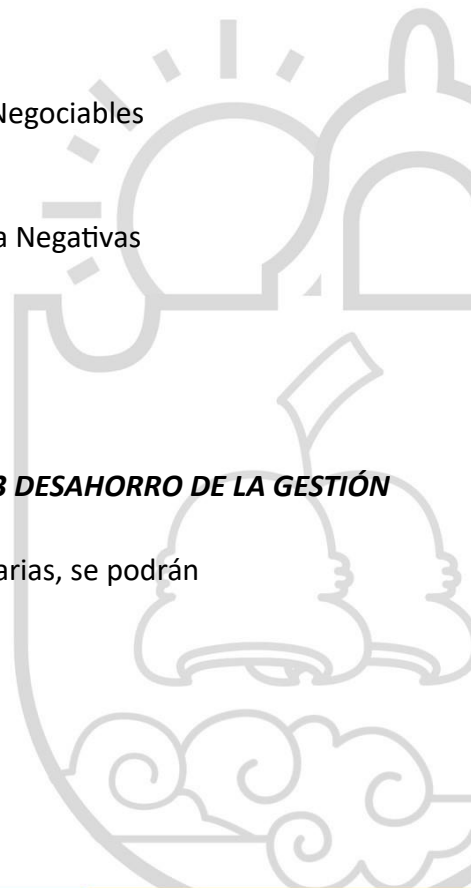 Negociables
a Negativas
3 DESAHORRO DE LA GESTIÓN
arias, se podrán